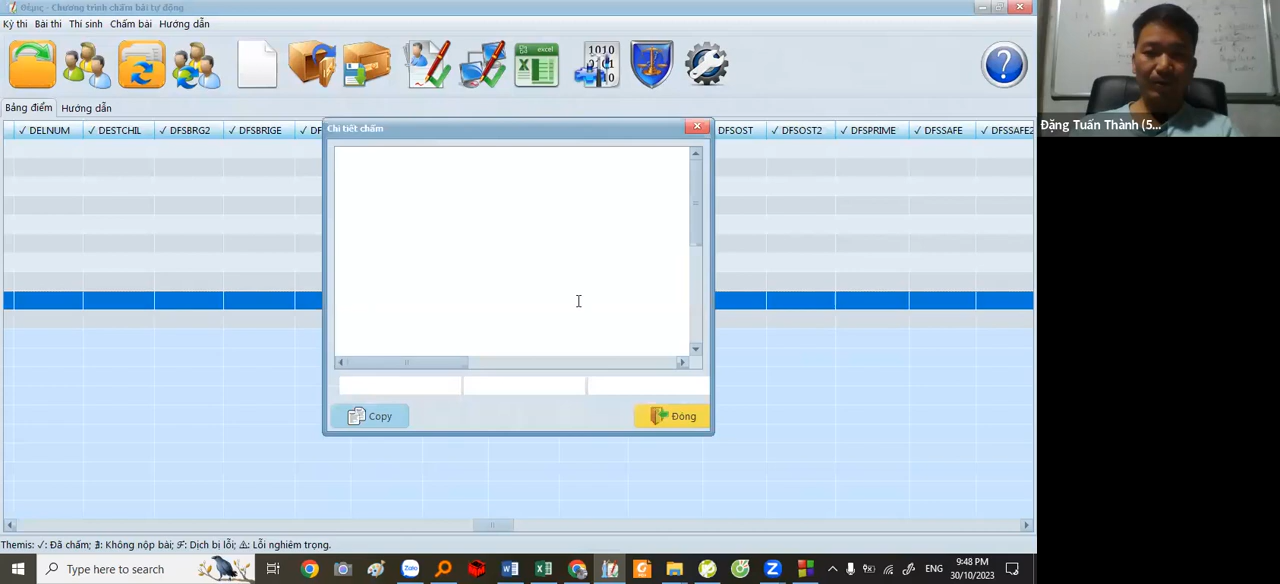 Themis - Chương trình chấm bài tự động
Kỳ thi Bài thi Thí sinh Chấm bài Hướng dẫn
excel
1010
Bảng điểm Hướng dẫn
✓ DELNUM ✓ DESTCHIL ✓ DFSBRG2 ✓ DFSBRIGE ✓ DF
DFSOST ✓ DFSOST2 ✓ DFSPRIME ✓ DFSSAFE ✓ DFSSAFE2
Chi tiết chấm
Copy
Đóng
Themis: √: Đã chấm; ∄: Không nộp bài; ₣: Dịch bị lỗi; ⚠: Lỗi nghiêm trọng.
Type here to search
ENG
9:48 PM
30/10/2023
Đặng Tuấn Thành (5...